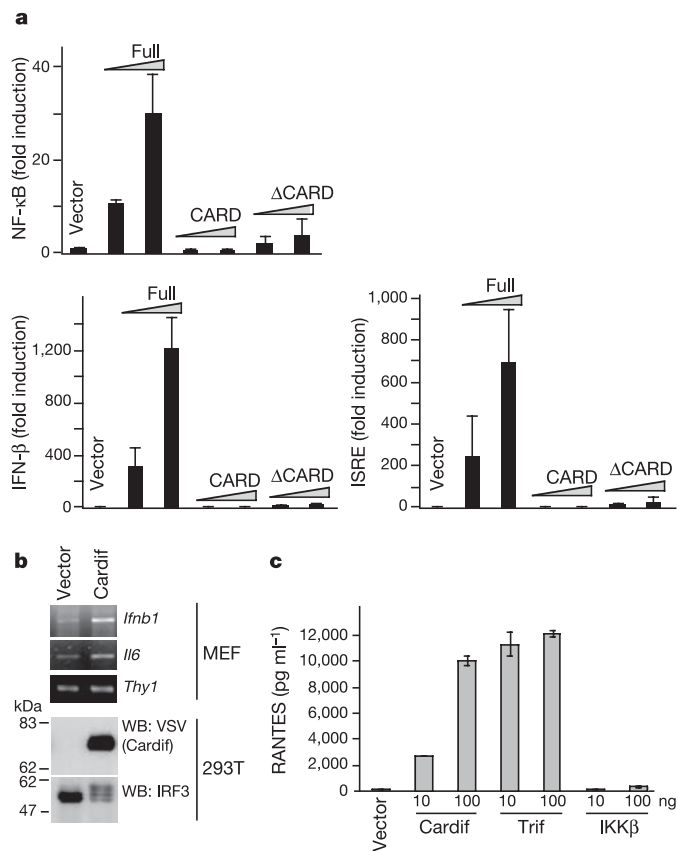 a
NF-κB (fold induction)
40
20
0
Vector
Full
CARD
ΔCARD
IFN-β (fold induction)
1,200
800
400
0
Vector
Full
CARD
ΔCARD
ISRE (fold induction)
1,000
800
600
400
200
0
Vector
Full
CARD
ΔCARD
b
Vector
Cardif
Ifnb1
Il6
Thy1
MEF
kDa
83
62
62
47
WB: VSV
(Cardif)
WB: IRF3
293T
c
RANTES (pg ml–1)
12,000
10,000
8,000
6,000
4,000
2,000
0
Vector
10 100 10 100 10 100 ng
Cardif Trif IKKβ